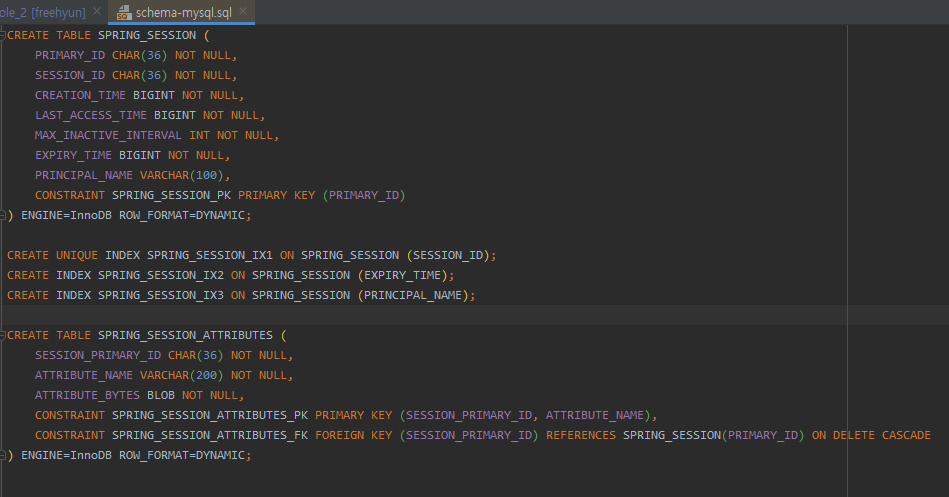 ole_2 [freehyun] schema-mysql.sql
CREATE TABLE SPRING_SESSION (
    PRIMARY_ID CHAR(36) NOT NULL,
    SESSION_ID CHAR(36) NOT NULL,
    CREATION_TIME BIGINT NOT NULL,
    LAST_ACCESS_TIME BIGINT NOT NULL,
    MAX_INACTIVE_INTERVAL INT NOT NULL,
    EXPIRY_TIME BIGINT NOT NULL,
    PRINCIPAL_NAME VARCHAR(100),
    CONSTRAINT SPRING_SESSION_PK PRIMARY KEY (PRIMARY_ID)
) ENGINE=InnoDB ROW_FORMAT=DYNAMIC;
CREATE UNIQUE INDEX SPRING_SESSION_IX1 ON SPRING_SESSION (SESSION_ID);
CREATE INDEX SPRING_SESSION_IX2 ON SPRING_SESSION (EXPIRY_TIME);
CREATE INDEX SPRING_SESSION_IX3 ON SPRING_SESSION (PRINCIPAL_NAME);
CREATE TABLE SPRING_SESSION_ATTRIBUTES (
    SESSION_PRIMARY_ID CHAR(36) NOT NULL,
    ATTRIBUTE_NAME VARCHAR(200) NOT NULL,
    ATTRIBUTE_BYTES BLOB NOT NULL,
    CONSTRAINT SPRING_SESSION_ATTRIBUTES_PK PRIMARY KEY (SESSION_PRIMARY_ID, ATTRIBUTE_NAME),
    CONSTRAINT SPRING_SESSION_ATTRIBUTES_FK FOREIGN KEY (SESSION_PRIMARY_ID) REFERENCES SPRING_SESSION(PRIMARY_ID) ON DELETE CASCADE
) ENGINE=InnoDB ROW_FORMAT=DYNAMIC;